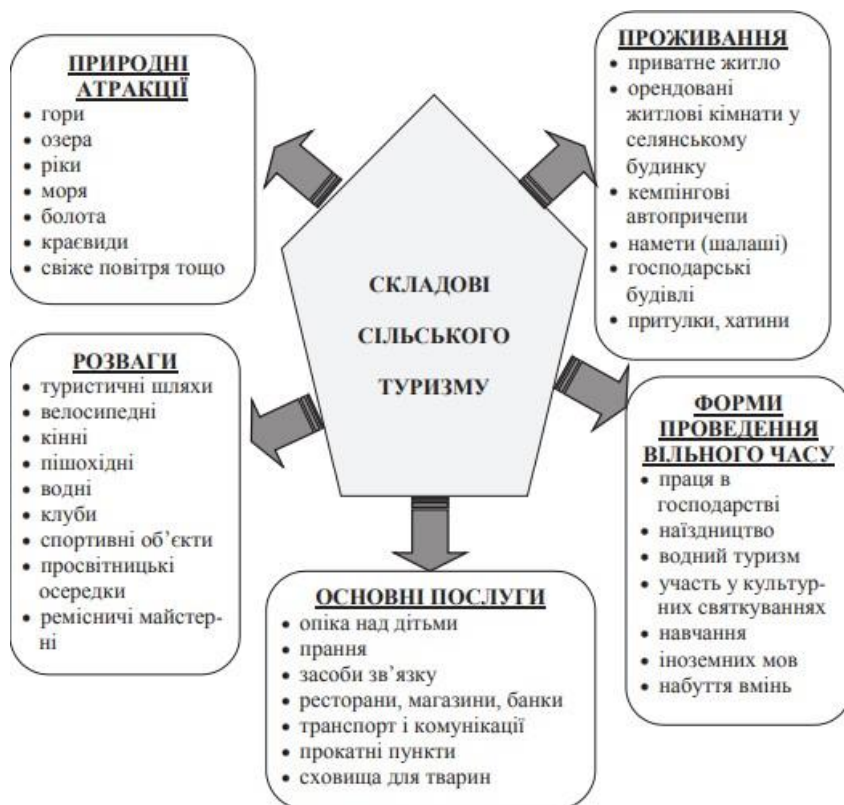 ПРИРОДНІ
АТРАКЦІЇ
• гори
• озера
• ріки
• моря
• болота
• краєвиди
• свіже повітря тощо
ПРОЖИВАННЯ
• приватне житло
• орендовані
житлові кімнати у
селянському
будинку
• кемпінгові
автопричепи
• намети (шалаші)
• господарські
будівлі
• притулки, хатини
СКЛАДОВІ
СІЛЬСЬКОГО
ТУРИЗМУ
РОЗВАГИ
• туристичні шляхи
• велосипедні
• кінні
• пішохідні
• водні
• клуби
• спортивні об’єкти
• просвітницькі
осередки
• ремісничі майстер-
ні
ФОРМИ
ПРОВЕДЕННЯ
ВІЛЬНОГО ЧАСУ
• праця в
господарстві
• наїздництво
• водний туризм
• участь у культур-
них святкуваннях
• навчання
• іноземних мов
• набуття вмінь
ОСНОВНІ ПОСЛУГИ
• опіка над дітьми
• прання
• засоби зв’язку
• ресторани, магазини, банки
• транспорт і комунікації
• прокатні пункти
• сховища для тварин